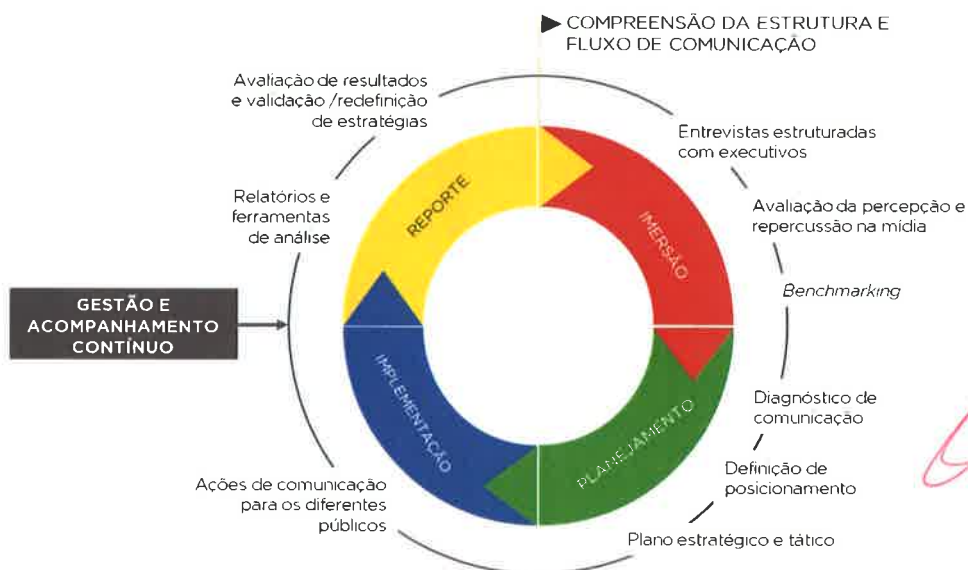 COMPREENSÃO DA ESTRUTURA E
FLUXO DE COMUNICAÇÃO
Entrevistas estruturadas
com executivos
Avaliação da percepção e
repercussão na mídia
Benchmarking
Diagnóstico de
comunicação
Definição de
posicionamento
Plano estratégico e tático
Ações de comunicação
para os diferentes
públicos
GESTÃO E
ACOMPANHAMENTO
CONTÍNUO
Relatórios e
ferramentas
de análise
Avaliação de resultados
e validação /redefinição
de estratégias
IMERSÃO
PLANEJAMENTO
IMPLEMENTAÇÃO
REPORTE